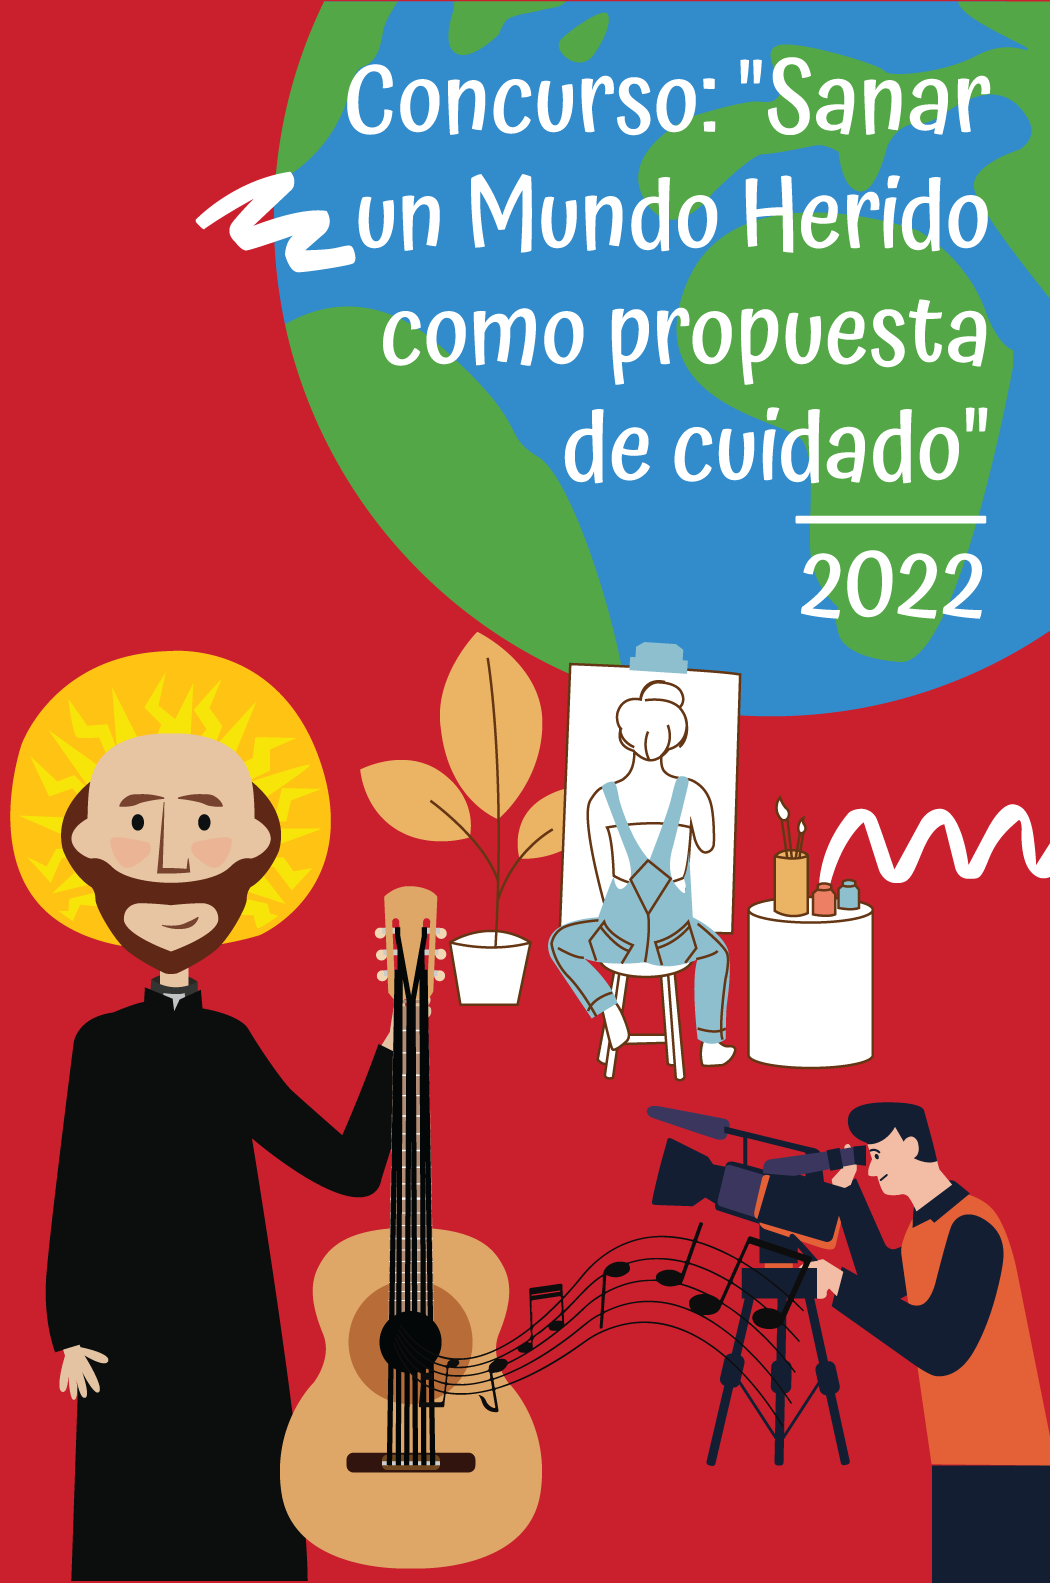 Concurso: "Sanar
un Mundo Herido
como propuesta
de cuidado"
2022